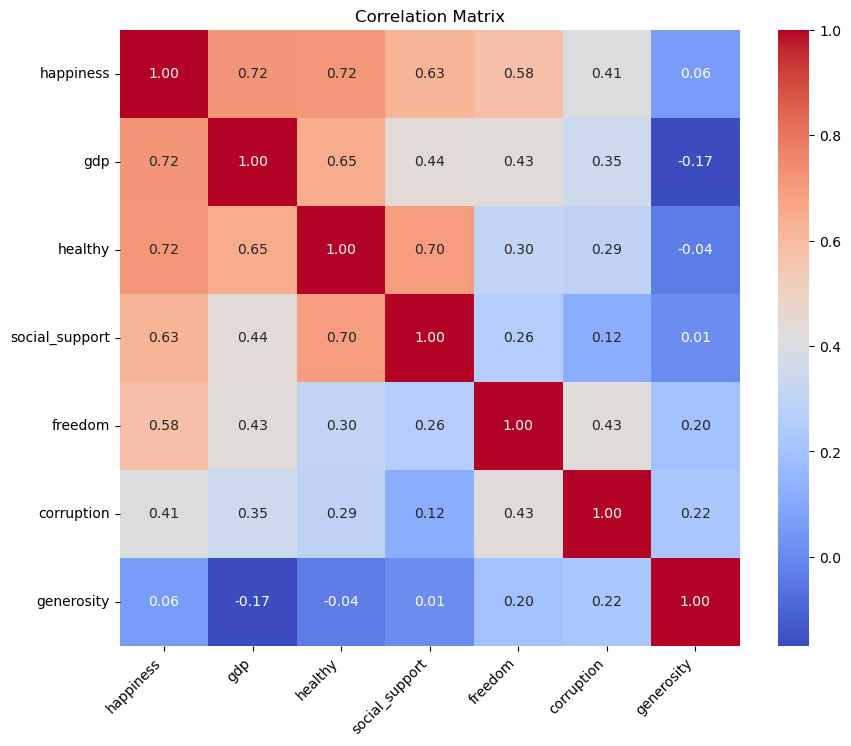 Correlation Matrix
happiness 1.00 0.72 0.72 0.63 0.58 0.41 0.06
gdp 0.72 1.00 0.65 0.44 0.43 0.35 -0.17
healthy 0.72 0.65 1.00 0.70 0.30 0.29 -0.04
social_support 0.63 0.44 0.70 1.00 0.26 0.12 0.01
freedom 0.58 0.43 0.30 0.26 1.00 0.43 0.20
corruption 0.41 0.35 0.29 0.12 0.43 1.00 0.22
generosity 0.06 -0.17 -0.04 0.01 0.20 0.22 1.00
happiness gdp healthy social_support freedom corruption generosity
1.0
0.8
0.6
0.4
0.2
0.0